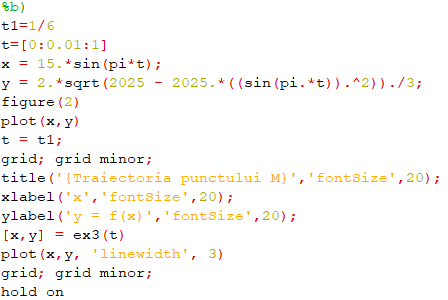 %b)
t1=1/6
t=[0:0.01:1]
x = 15.*sin(pi*t);
y = 2.*sqrt(2025 - 2025.*((sin(pi.*t)).^2))./3;
figure(2)
plot(x,y)
t = t1;
grid; grid minor;
title('{Traiectoria punctului M}','fontSize',20);
xlabel('x','fontSize',20);
ylabel('y = f(x)','fontSize',20);
[x,y] = ex3(t)
plot(x,y, 'linewidth', 3)
grid; grid minor;
hold on